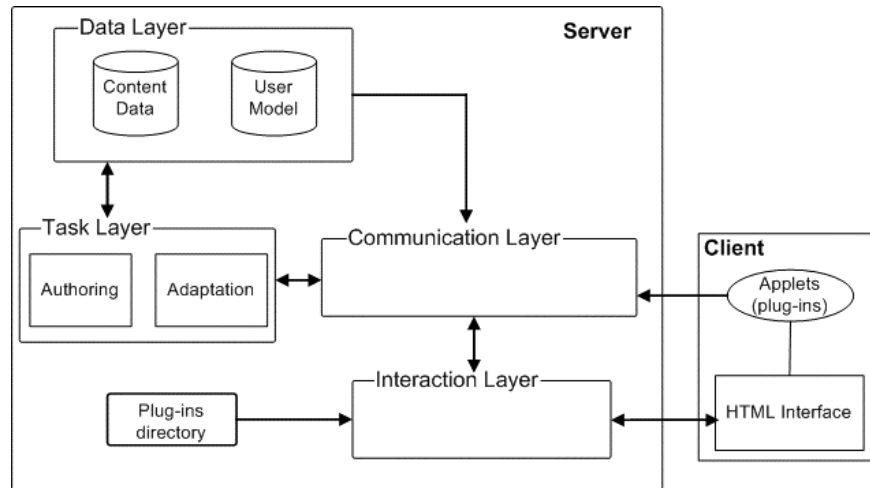 Data Layer
Server
Content
Data
User
Model
Task Layer
Authoring
Adaptation
Communication Layer
Client
Applets
(plug-ins)
Interaction Layer
Plug-ins
directory
HTML Interface